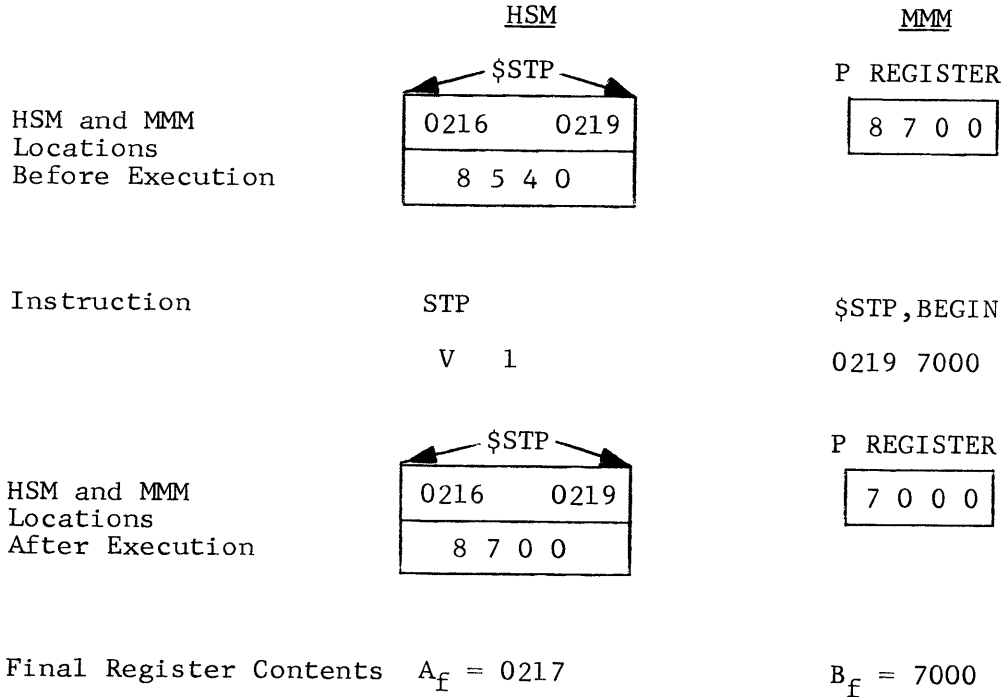 HSM MMM
$STP P REGISTER
HSM and MMM 0216 0219 8 7 0 0
Locations
Before Execution 8 5 4 0
Instruction STP $STP,BEGIN
V 1 0219 7000
$STP P REGISTER
HSM and MMM 0216 0219 7 0 0 0
Locations
After Execution 8 7 0 0
Final Register Contents Af = 0217 Bf = 7000